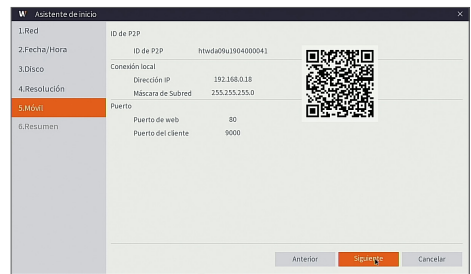 W Asistente de inicio
1.Red
2.Fecha/Hora
3.Disco
4.Resolución
5.Móvil
6.Resumen
ID de P2P
ID de P2P htwda09u1904000041
Conexión local
Dirección IP 192.168.0.18
Máscara de Subred 255.255.255.0
Puerto
Puerto de web 80
Puerto del cliente 9000
Anterior Siguiente Cancelar